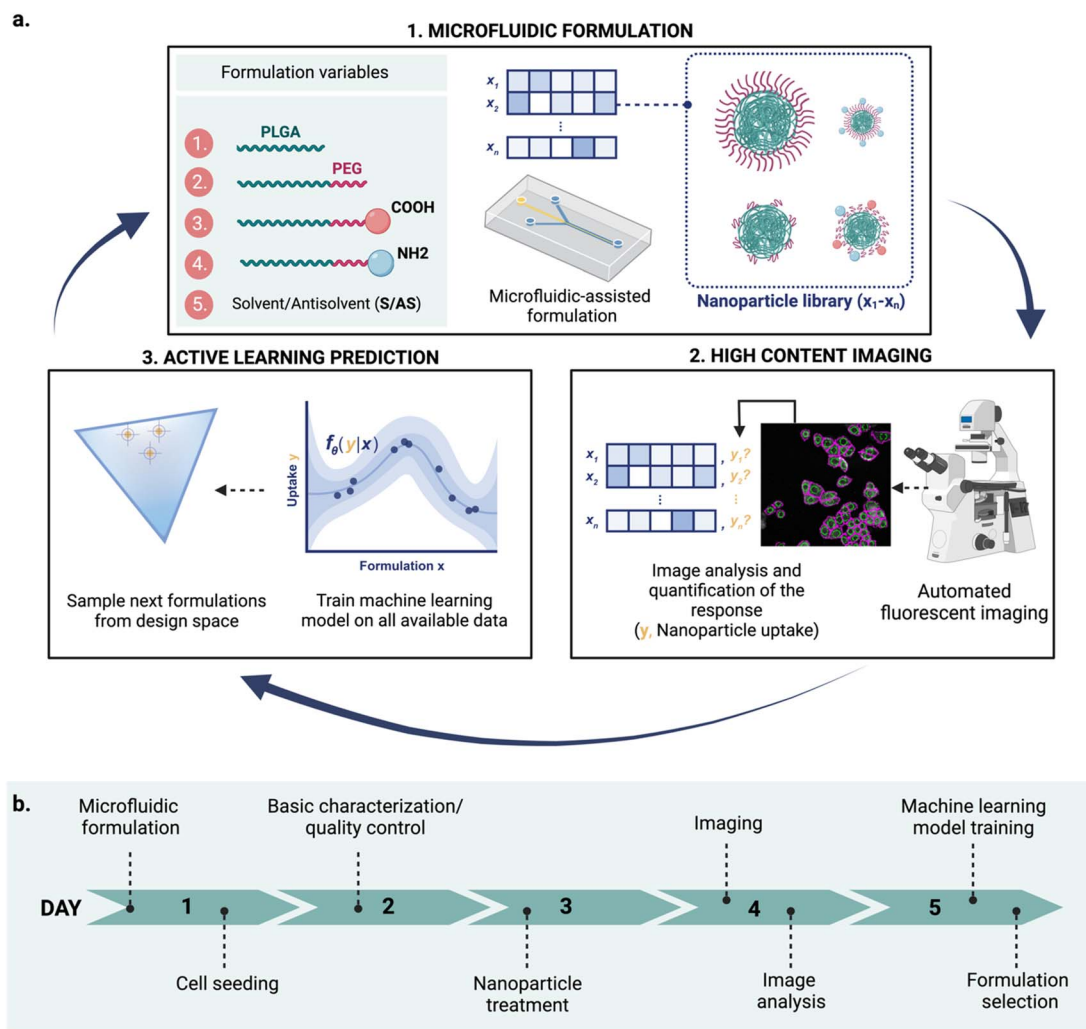 a.
1. MICROFLUIDIC FORMULATION
Formulation variables
1.
PLGA
2.
PEG
3.
COOH
4.
NH2
5.
Solvent/Antisolvent (S/AS)
x1
x2
⋮
xn
Microfluidic-assisted
formulation
Nanoparticle library (x1-xn)
3. ACTIVE LEARNING PREDICTION
Sample next formulations
from design space
fθ(y|x)
Uptake y
Formulation x
Train machine learning
model on all available data
2. HIGH CONTENT IMAGING
x1 , y1?
x2 , y2?
⋮ ⋮
xn , yn?
Image analysis and
quantification of the
response
(y, Nanoparticle uptake)
Automated
fluorescent imaging
b.
Microfluidic
formulation
Basic characterization/
quality control
Imaging
Machine learning
model training
DAY 1 2 3 4 5
Cell seeding
Nanoparticle
treatment
Image
analysis
Formulation
selection